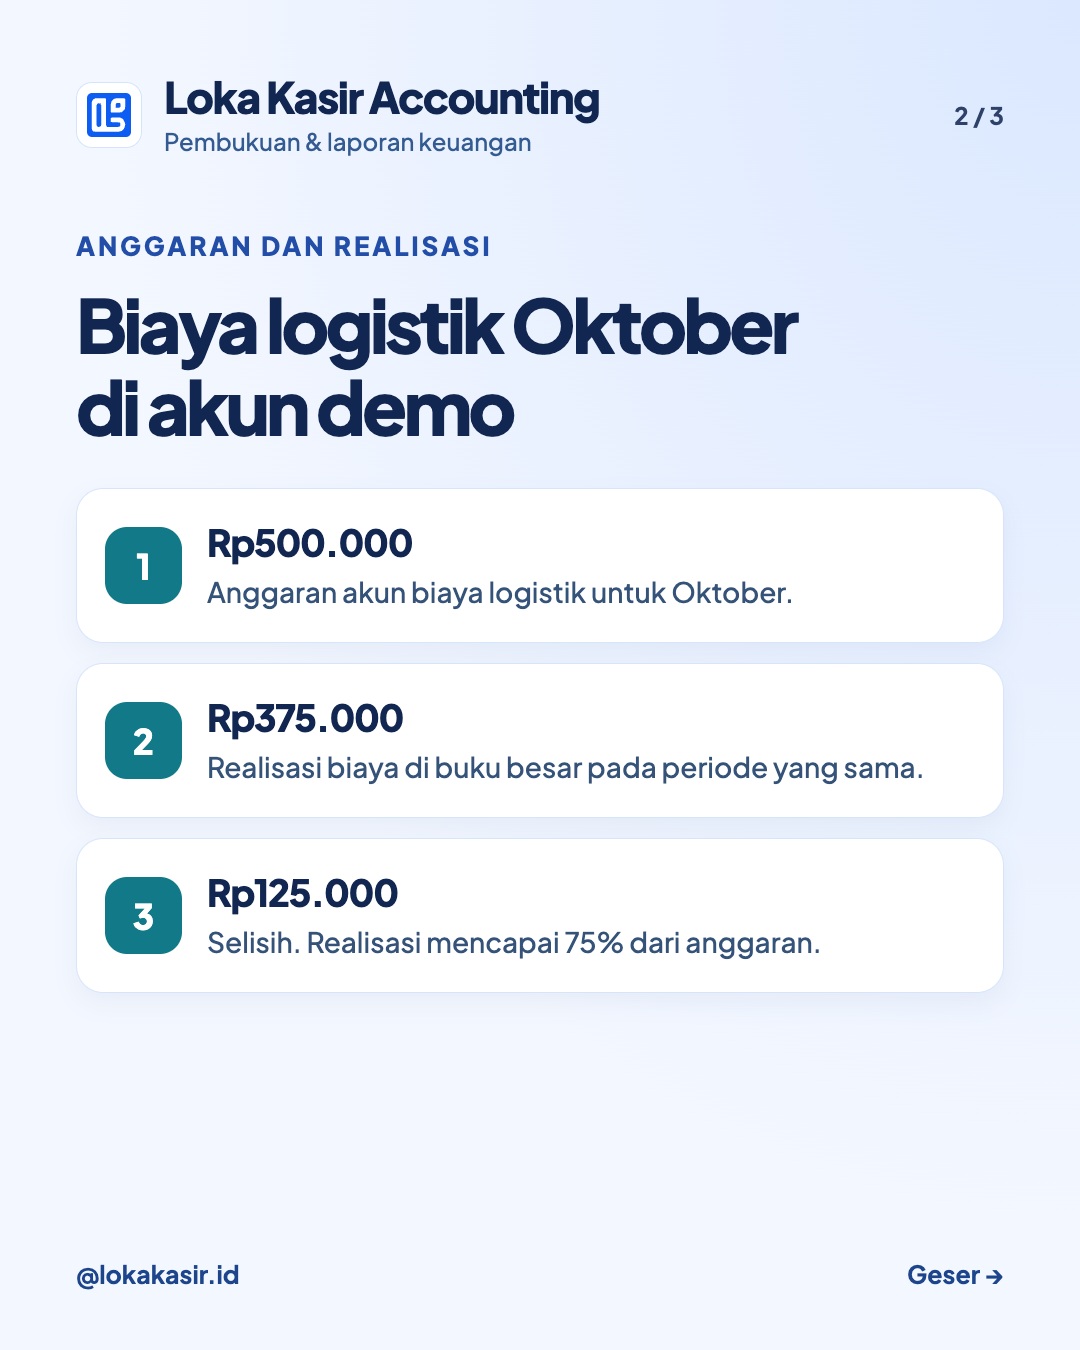 Loka Kasir Accounting
Pembukuan & laporan keuangan
2 / 3
ANGGARAN DAN REALISASI
Biaya logistik Oktober
di akun demo
1
Rp500.000
Anggaran akun biaya logistik untuk Oktober.
2
Rp375.000
Realisasi biaya di buku besar pada periode yang sama.
3
Rp125.000
Selisih. Realisasi mencapai 75% dari anggaran.
@lokakasir.id
Geser →